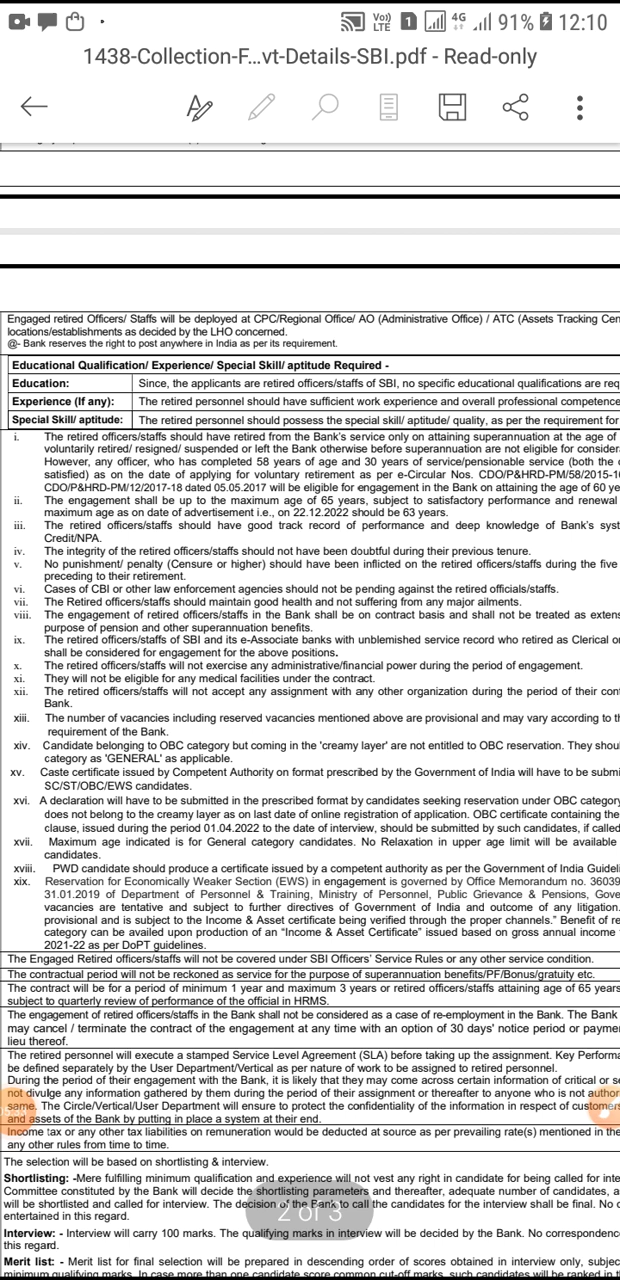 Vo))
LTE
1
4G
91%
12:10
1438-Collection-F...vt-Details-SBI.pdf - Read-only
Engaged retired Officers/ Staffs will be deployed at CPC/Regional Office/ AO (Administrative Office) / ATC (Assets Tracking Cen
locations/establishments as decided by the LHO concerned.
@- Bank reserves the right to post anywhere in India as per its requirement.
Educational Qualification/ Experience/ Special Skill/ aptitude Required -
Education: Since, the applicants are retired officers/staffs of SBI, no specific educational qualifications are req
Experience (If any): The retired personnel should have sufficient work experience and overall professional competence
Special Skill/ aptitude: The retired personnel should possess the special skill/ aptitude/ quality, as per the requirement for
i. The retired officers/staffs should have retired from the Bank's service only on attaining superannuation at the age of
voluntarily retired/ resigned/ suspended or left the Bank otherwise before superannuation are not eligible for consider
However, any officer, who has completed 58 years of age and 30 years of service/pensionable service (both the
satisfied) as on the date of applying for voluntary retirement as per e-Circular Nos. CDO/P&HRD-PM/58/2015-1
CDO/P&HRD-PM/12/2017-18 dated 05.05.2017 will be eligible for engagement in the Bank on attaining the age of 60 ye
ii. The engagement shall be up to the maximum age of 65 years, subject to satisfactory performance and renewal
maximum age as on date of advertisement i.e., on 22.12.2022 should be 63 years.
iii. The retired officers/staffs should have good track record of performance and deep knowledge of Bank's syst
Credit/NPA.
iv. The integrity of the retired officers/staffs should not have been doubtful during their previous tenure.
v. No punishment/ penalty (Censure or higher) should have been inflicted on the retired officers/staffs during the five
preceding to their retirement.
vi. Cases of CBI or other law enforcement agencies should not be pending against the retired officials/staffs.
vii. The Retired officers/staffs should maintain good health and not suffering from any major ailments.
viii. The engagement of retired officers/staffs in the Bank shall be on contract basis and shall not be treated as extens
purpose of pension and other superannuation benefits.
ix. The retired officers/staffs of SBI and its e-Associate banks with unblemished service record who retired as Clerical o
shall be considered for engagement for the above positions.
x. The retired officers/staffs will not exercise any administrative/financial power during the period of engagement.
xi. They will not be eligible for any medical facilities under the contract.
xii. The retired officers/staffs will not accept any assignment with any other organization during the period of their con
Bank.
xiii. The number of vacancies including reserved vacancies mentioned above are provisional and may vary according to th
requirement of the Bank.
xiv. Candidate belonging to OBC category but coming in the 'creamy layer' are not entitled to OBC reservation. They shou
category as 'GENERAL' as applicable.
xv. Caste certificate issued by Competent Authority on format prescribed by the Government of India will have to be submi
SC/ST/OBC/EWS candidates.
xvi. A declaration will have to be submitted in the prescribed format by candidates seeking reservation under OBC category
does not belong to the creamy layer as on last date of online registration of application. OBC certificate containing the
clause, issued during the period 01.04.2022 to the date of interview, should be submitted by such candidates, if called
xvii. Maximum age indicated is for General category candidates. No Relaxation in upper age limit will be available
candidates.
xviii. PWD candidate should produce a certificate issued by a competent authority as per the Government of India Guideli
xix. Reservation for Economically Weaker Section (EWS) in engagement is governed by Office Memorandum no. 36039
31.01.2019 of Department of Personnel & Training, Ministry of Personnel, Public Grievance & Pensions, Gove
vacancies are tentative and subject to further directives of Government of India and outcome of any litigation.
provisional and is subject to the Income & Asset certificate being verified through the proper channels." Benefit of re
category can be availed upon production of an "Income & Asset Certificate" issued based on gross annual income
2021-22 as per DoPT guidelines.
The Engaged Retired officers/staffs will not be covered under SBI Officers' Service Rules or any other service condition.
The contractual period will not be reckoned as service for the purpose of superannuation benefits/PF/Bonus/gratuity etc.
The contract will be for a period of minimum 1 year and maximum 3 years or retired officers/staffs attaining age of 65 years
subject to quarterly review of performance of the official in HRMS.
The engagement of retired officers/staffs in the Bank shall not be considered as a case of re-employment in the Bank. The Bank
may cancel / terminate the contract of the engagement at any time with an option of 30 days' notice period or payme
lieu thereof.
The retired personnel will execute a stamped Service Level Agreement (SLA) before taking up the assignment. Key Performa
be defined separately by the User Department/Vertical as per nature of work to be assigned to retired personnel.
During the period of their engagement with the Bank, it is likely that they may come across certain information of critical or se
not divulge any information gathered by them during the period of their assignment or thereafter to anyone who is not author
same. The Circle/Vertical/User Department will ensure to protect the confidentiality of the information in respect of customers
and assets of the Bank by putting in place a system at their end.
Income tax or any other tax liabilities on remuneration would be deducted at source as per prevailing rate(s) mentioned in the
any other rules from time to time.
The selection will be based on shortlisting & interview.
Shortlisting: -Mere fulfilling minimum qualification and experience will not vest any right in candidate for being called for inte
Committee constituted by the Bank will decide the shortlisting parameters and thereafter, adequate number of candidates, a
will be shortlisted and called for interview. The decision of the Bank to call the candidates for the interview shall be final. No c
entertained in this regard.
2 of 3
Interview: - Interview will carry 100 marks. The qualifying marks in interview will be decided by the Bank. No correspondenc
this regard.
Merit list: - Merit list for final selection will be prepared in descending order of scores obtained in interview only, subjec
minimum qualifying marks. In case more than one candidate score common cut-off marks, such candidates will be ranked in t